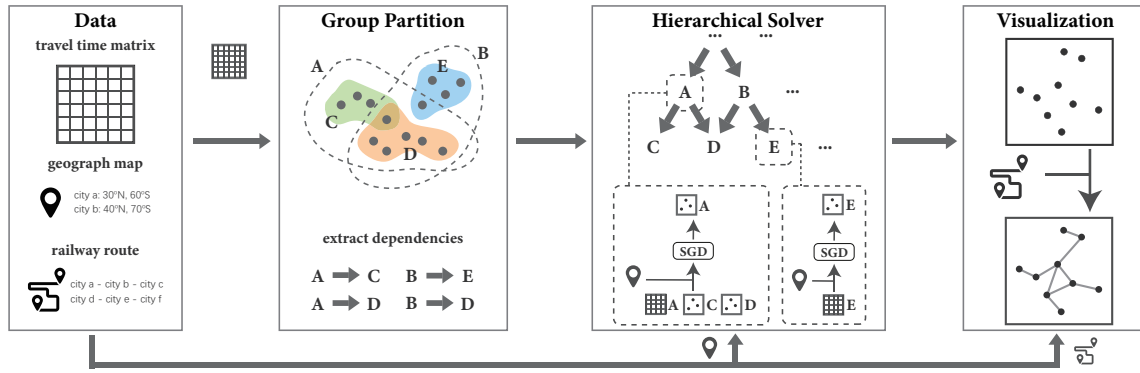 Data
travel time matrix
geograph map
city a: 30°N, 60°S
city b: 40°N, 70°S
railway route
city a - city b - city c
city d - city e - city f
Group Partition
A
B
E
C
D
extract dependencies
A C B E
A D B D
Hierarchical Solver
... ...
A B ...
C D E ...
A
SGD
A C D
E
SGD
E
Visualization